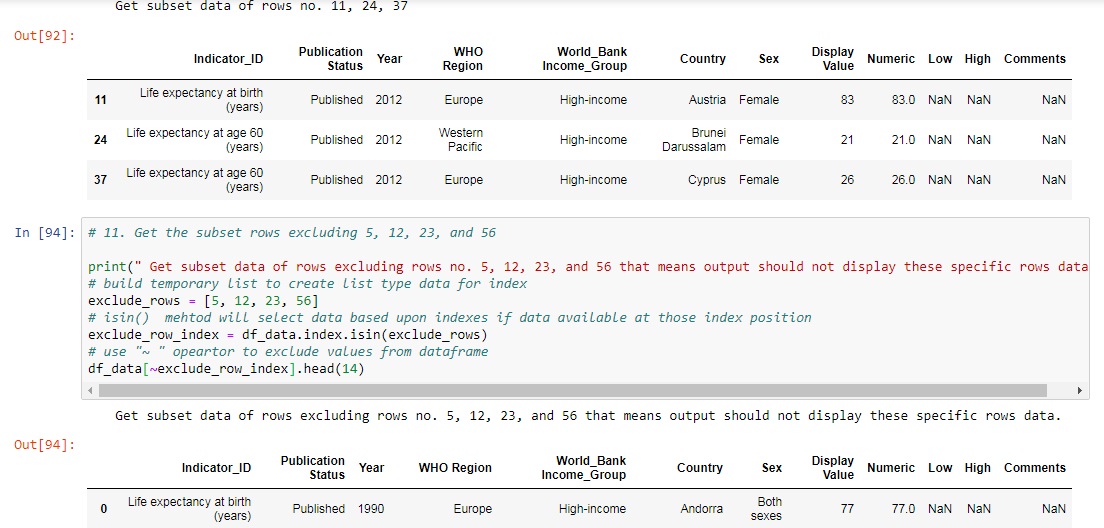 Get subset data of rows no. 11, 24, 37
Out[92]:
Indicator_ID Publication Status Year WHO Region World_Bank Income_Group Country Sex Display Value Numeric Low High Comments
11 Life expectancy at birth (years) Published 2012 Europe High-income Austria Female 83 83.0 NaN NaN NaN
24 Life expectancy at age 60 (years) Published 2012 Western Pacific High-income Brunei Darussalam Female 21 21.0 NaN NaN NaN
37 Life expectancy at age 60 (years) Published 2012 Europe High-income Cyprus Female 26 26.0 NaN NaN NaN
In [94]: # 11. Get the subset rows excluding 5, 12, 23, and 56
print(" Get subset data of rows excluding rows no. 5, 12, 23, and 56 that means output should not display these specific rows data
# build temporary list to create list type data for index
exclude_rows = [5, 12, 23, 56]
# isin()  mehtod will select data based upon indexes if data available at those index position
exclude_row_index = df_data.index.isin(exclude_rows)
# use "~ " opeartor to exclude values from dataframe
df_data[~exclude_row_index].head(14)
Get subset data of rows excluding rows no. 5, 12, 23, and 56 that means output should not display these specific rows data.
Out[94]:
Indicator_ID Publication Status Year WHO Region World_Bank Income_Group Country Sex Display Value Numeric Low High Comments
0 Life expectancy at birth (years) Published 1990 Europe High-income Andorra Both sexes 77 77.0 NaN NaN NaN